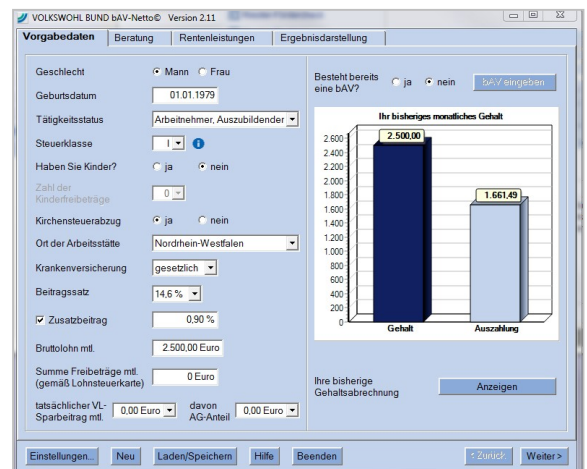 VOLKSWOHL BUND bAV-Netto© Version 2.11
Vorgabedaten Beratung Rentenleistungen Ergebnisdarstellung
Geschlecht Mann Frau
Geburtsdatum 01.01.1979
Tätigkeitsstatus Arbeitnehmer, Auszubildender
Steuerklasse I
Haben Sie Kinder? ja nein
Zahl der
Kinderfreibeträge 0
Kirchensteuerabzug ja nein
Ort der Arbeitsstätte Nordrhein-Westfalen
Krankenversicherung gesetzlich
Beitragssatz 14,6 %
Zusatzbeitrag 0,90 %
Bruttolohn mtl. 2.500,00 Euro
Summe Freibeträge mtl.
(gemäß Lohnsteuerkarte) 0 Euro
tatsächlicher VL-
Sparbeitrag mtl. 0,00 Euro
davon
AG-Anteil 0,00 Euro
Besteht bereits
eine bAV? ja nein bAV eingeben
Ihr bisheriges monatliches Gehalt
2.600
2.400
2.200
2.000
1.800
1.600
1.400
1.200
1.000
800
600
400
200
0
2.500,00
1.661,49
Gehalt Auszahlung
Ihre bisherige
Gehaltsabrechnung Anzeigen
Einstellungen... Neu Laden/Speichern Hilfe Beenden < Zurück Weiter >